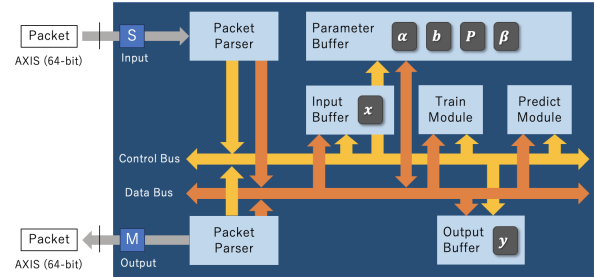 Packet
AXIS (64-bit)
S
Input
Packet
Parser
Parameter
Buffer
α b P β
Input
Buffer
x
Train
Module
Predict
Module
Control Bus
Data Bus
Packet
AXIS (64-bit)
M
Output
Packet
Parser
Output
Buffer
y